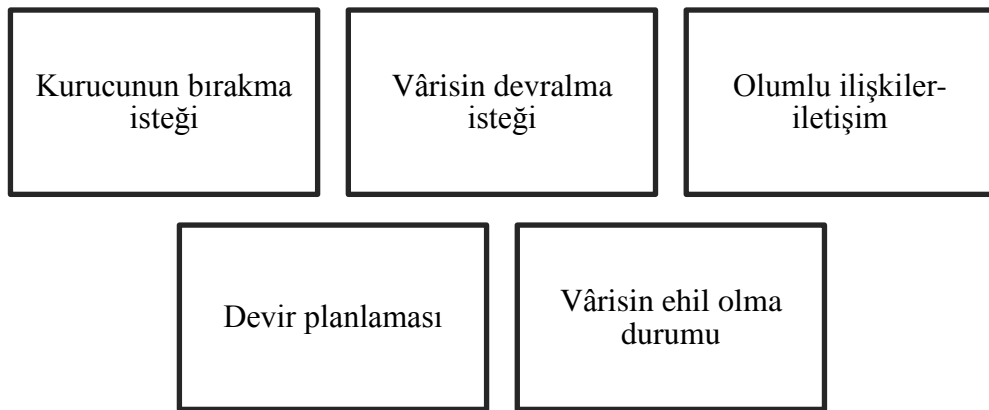 Kurucunun bırakma
isteği
Vârisin devralma
isteği
Olumlu ilişkiler-
iletişim
Devir planlaması
Vârisin ehil olma
durumu